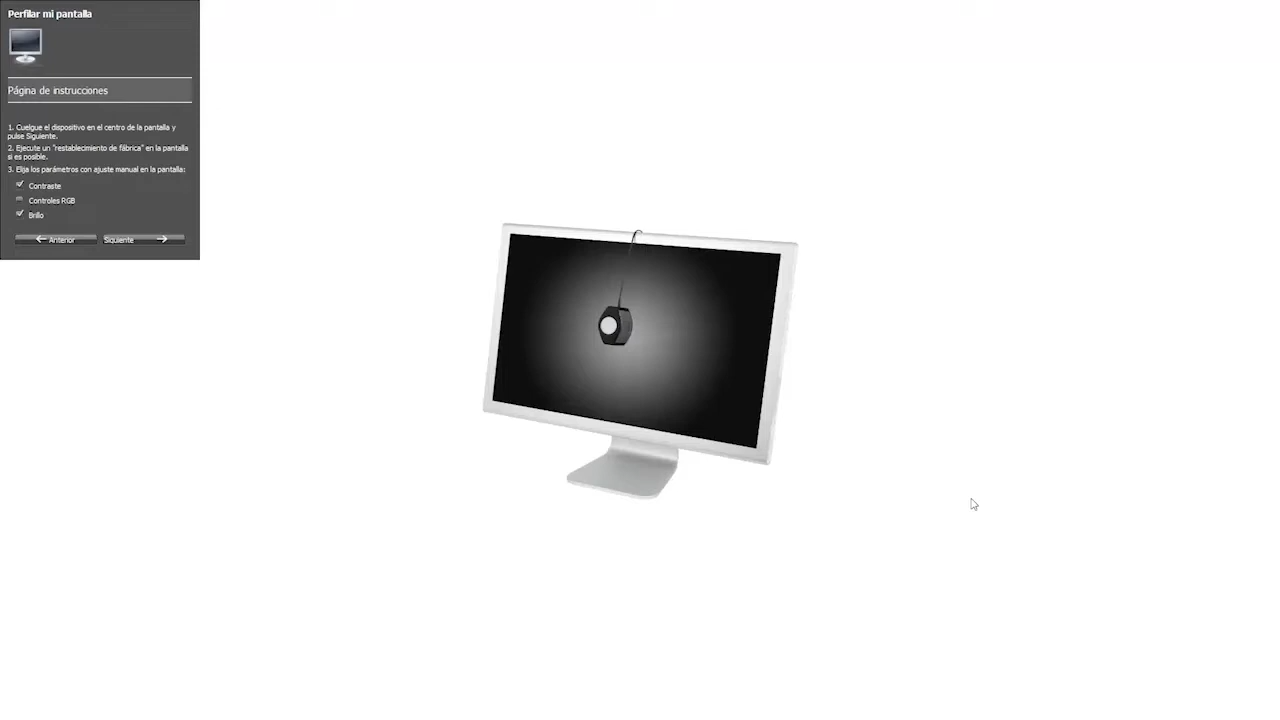 Perfilar mi pantalla
Página de instrucciones
1. Cuelgue el dispositivo en el centro de la pantalla y
pulse Siguiente.
2. Ejecute un "restablecimiento de fábrica" en la pantalla
si es posible.
3. Elija los parámetros con ajuste manual en la pantalla:
Contraste
Controles RGB
Brillo
Anterior
Siguiente